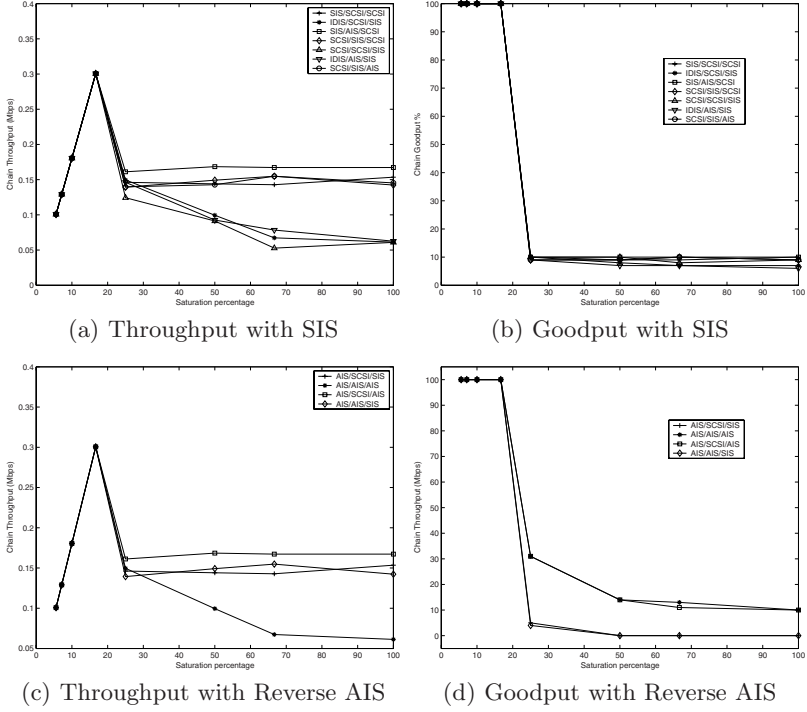 0.4
0.35
0.3
0.25
0.2
0.15
0.1
0.05
0
0 10 20 30 40 50 60 70 80 90 100
Chain Throughput (Mbps)
Saturation percentage
SIS/SCSI/SCSI
IDIS/SCSI/SIS
SIS/AIS/SCSI
SCSI/SIS/SCSI
SCSI/SCSI/SIS
IDIS/AIS/SIS
SCSI/SIS/AIS
(a) Throughput with SIS
100
90
80
70
60
50
40
30
20
10
0
0 10 20 30 40 50 60 70 80 90 100
Chain Goodput %
Saturation percentage
SIS/SCSI/SCSI
IDIS/SCSI/SIS
SIS/AIS/SCSI
SCSI/SIS/SCSI
SCSI/SCSI/SIS
IDIS/AIS/SIS
SCSI/SIS/AIS
(b) Goodput with SIS
0.4
0.35
0.3
0.25
0.2
0.15
0.1
0.05
0 10 20 30 40 50 60 70 80 90 100
Chain Throughput (Mbps)
Saturation percentage
AIS/SCSI/SIS
AIS/AIS/AIS
AIS/SCSI/AIS
AIS/AIS/SIS
(c) Throughput with Reverse AIS
100
90
80
70
60
50
40
30
20
10
0
0 10 20 30 40 50 60 70 80 90 100
Chain Throughput (Mbps)
Saturation percentage
AIS/SCSI/SIS
AIS/AIS/AIS
AIS/SCSI/AIS
AIS/AIS/SIS
(d) Goodput with Reverse AIS